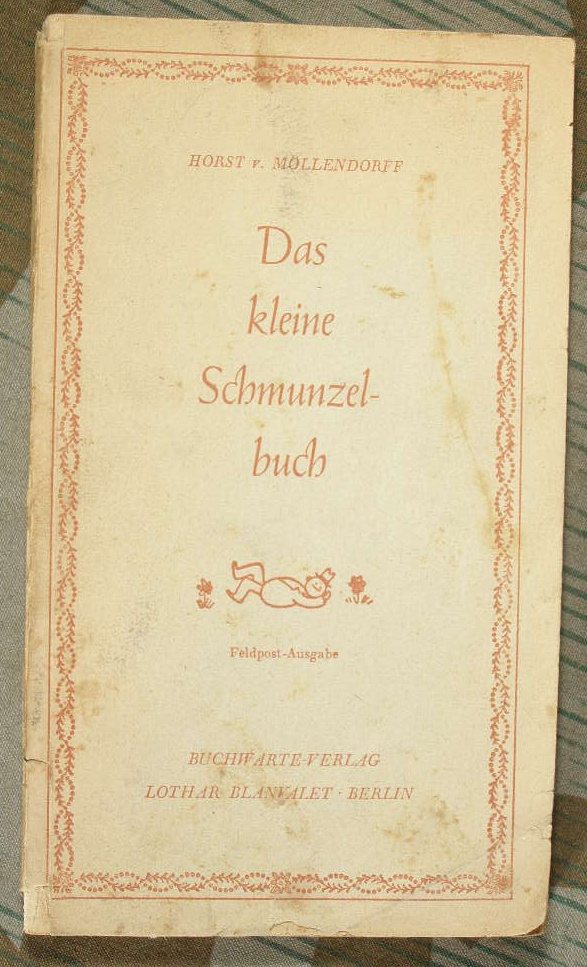 HORST v. MÖLLENDORFF
Das
kleine
Schmunzel-
buch
Feldpost-Ausgabe
BUCHWARTE-VERLAG
LOTHAR BLANVALET · BERLIN